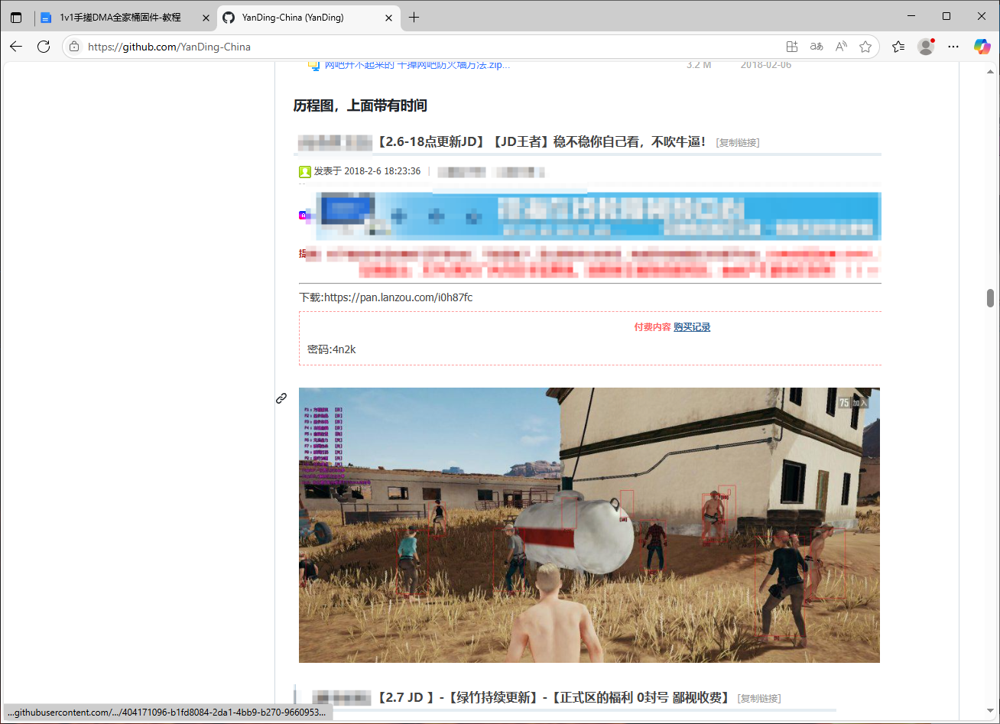 1v1手搓DMA全家桶固件-教程
YanDing-China (YanDing)
https://github.com/YanDing-China
网吧开不起来的 干掉网吧防火墙方法.zip... 3.2 M 2018-02-06
历程图，上面带有时间
【2.6-18点更新JD】【JD王者】稳不稳你自己看，不吹牛逼！ [复制链接]
发表于 2018-2-6 18:23:36 |
提
下载:https://pan.lanzou.com/i0h87fc
付费内容 购买记录
密码:4n2k
75 加入
【2.7 JD 】-【绿竹持续更新】-【正式区的福利 0封号 鄙视收费】 [复制链接]
...githubusercontent.com/.../404171096-b1fd8084-2da1-4bb9-b270-9660953...